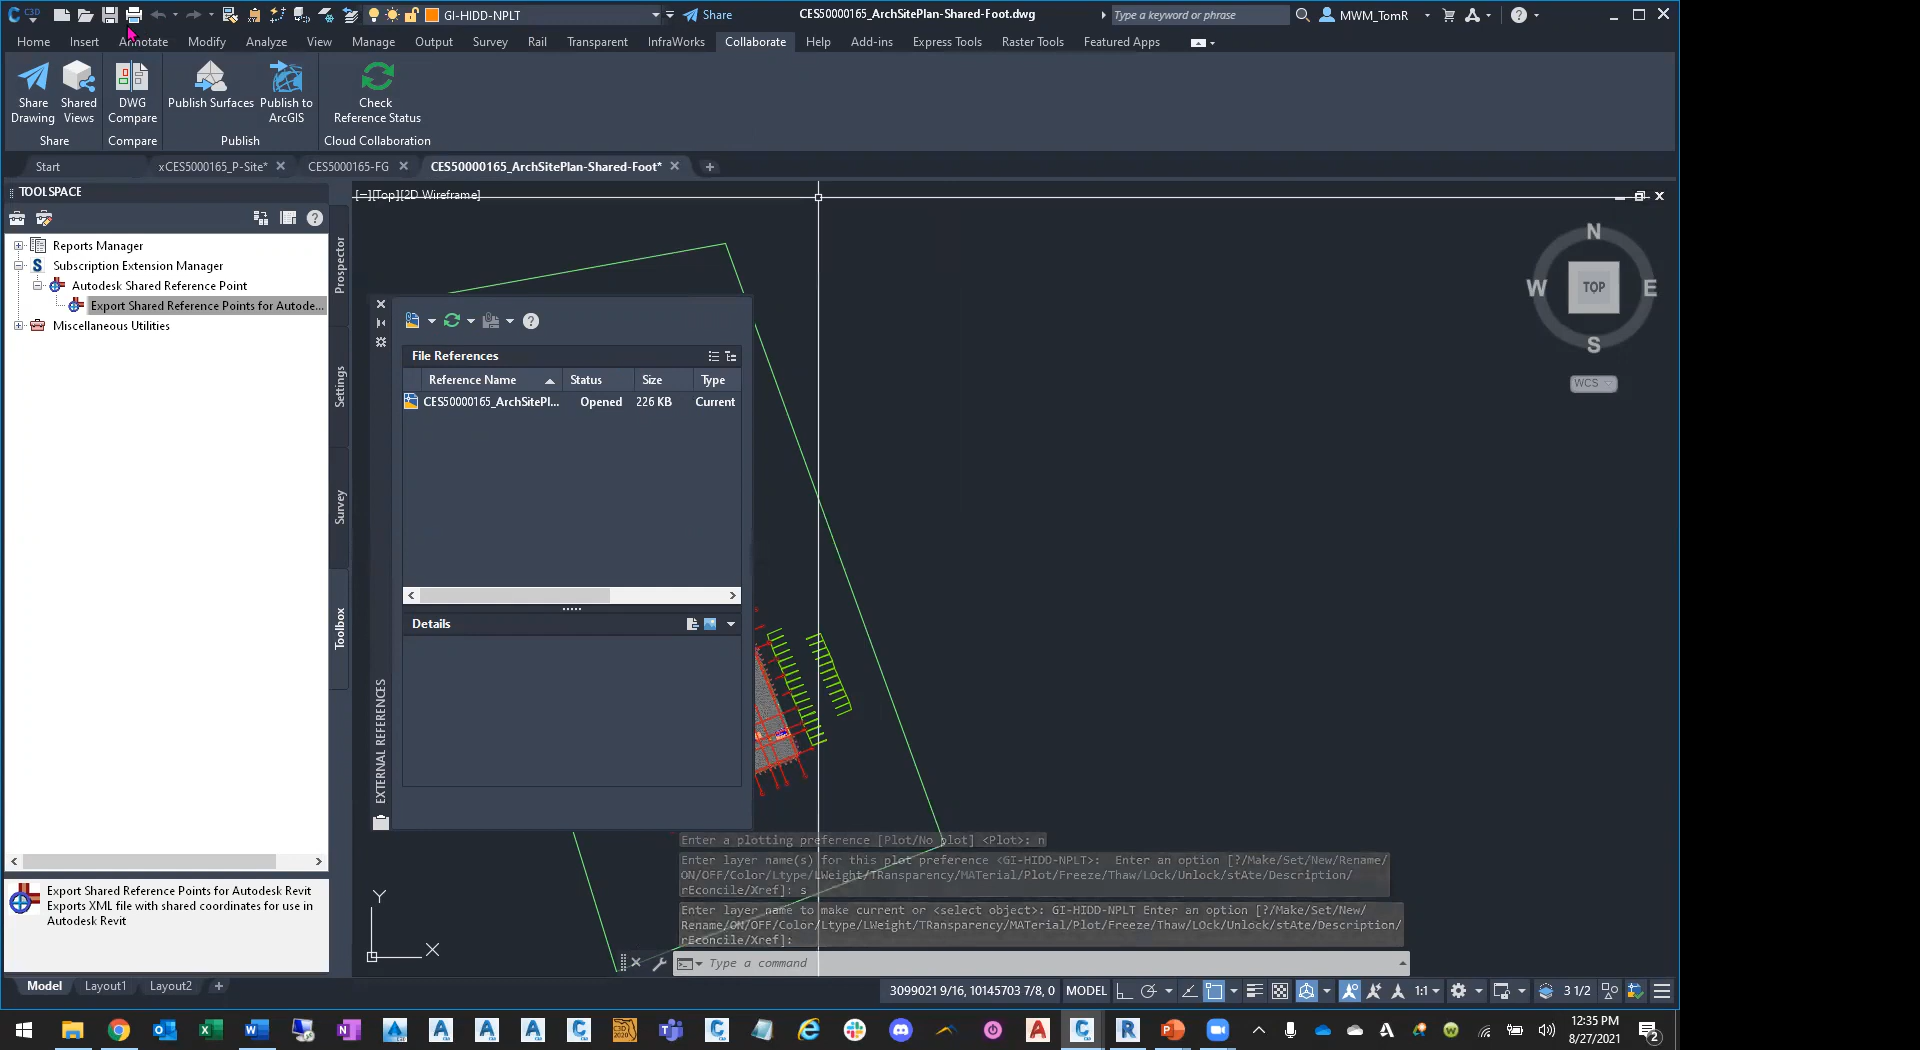 C3D GI-HIDD-NPLT Share CES50000165_ArchSitePlan-Shared-Foot.dwg Type a keyword or phrase MWM_TomR
Home Insert Annotate Modify Analyze View Manage Output Survey Rail Transparent InfraWorks Collaborate Help Add-ins Express Tools Raster Tools Featured Apps
Share Drawing
Shared Views
DWG Compare
Publish Surfaces
Publish to ArcGIS
Check Reference Status
Share Compare Publish Cloud Collaboration
Start xCES5000165_P-Site* CES5000165-FG CES50000165_ArchSitePlan-Shared-Foot*
TOOLSPACE
[−][Top][2D Wireframe]
Reports Manager
Subscription Extension Manager
Autodesk Shared Reference Point
Export Shared Reference Points for Autode...
Miscellaneous Utilities
Prospector
Settings
Survey
Toolbox
N
W TOP E
S
WCS
File References
Reference Name Status Size Type
CES50000165_ArchSitePl... Opened 226 KB Current
Details
EXTERNAL REFERENCES
Enter a plotting preference [Plot/No plot] <Plot>: n
Enter layer name(s) for this plot preference <GI-HIDD-NPLT>: Enter an option [?/Make/Set/New/Rename/
ON/OFF/Color/Ltype/LWeight/TRansparency/MATerial/Plot/Freeze/Thaw/LOck/Unlock/stAte/Description/
rEconcile/Xref]: s
Enter layer name to make current or <select object>: GI-HIDD-NPLT Enter an option [?/Make/Set/New/
Rename/ON/OFF/Color/Ltype/LWeight/TRansparency/MATerial/Plot/Freeze/Thaw/LOck/Unlock/stAte/Description/
rEconcile/Xref]:
Type a command
Y
X
Export Shared Reference Points for Autodesk Revit
Exports XML file with shared coordinates for use in
Autodesk Revit
Model Layout1 Layout2 3099021 9/16, 10145703 7/8, 0 MODEL 1:1 3 1/2
12:35 PM
8/27/2021
2